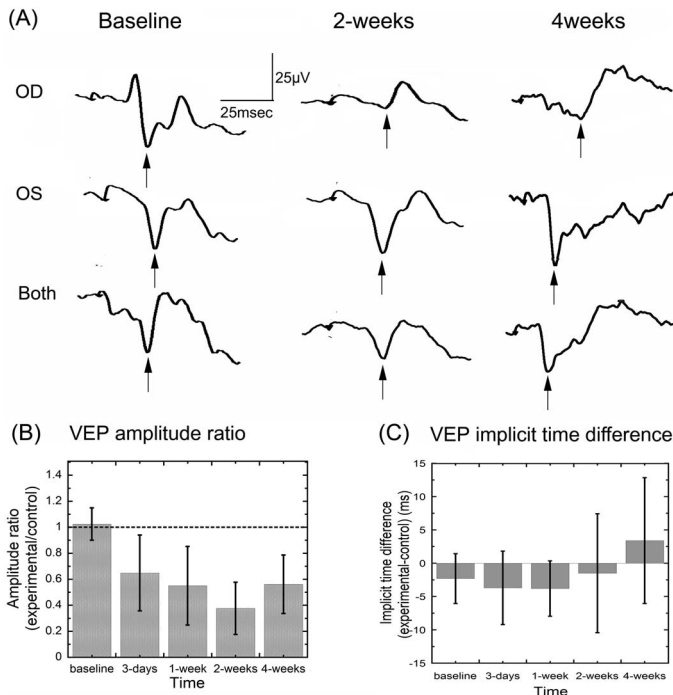 (A)
Baseline
2-weeks
4weeks
OD
25μV
25msec
OS
Both
(B) VEP amplitude ratio
Amplitude ratio
(experimental/control)
1.4
1.2
1
0.8
0.6
0.4
0.2
0
baseline 3-days 1-week 2-weeks 4-weeks
Time
(C) VEP implicit time difference
Implicit time difference
(experimental-control) (ms)
15
10
5
0
-5
-10
-15
baseline 3-days 1-week 2-weeks 4-weeks
Time